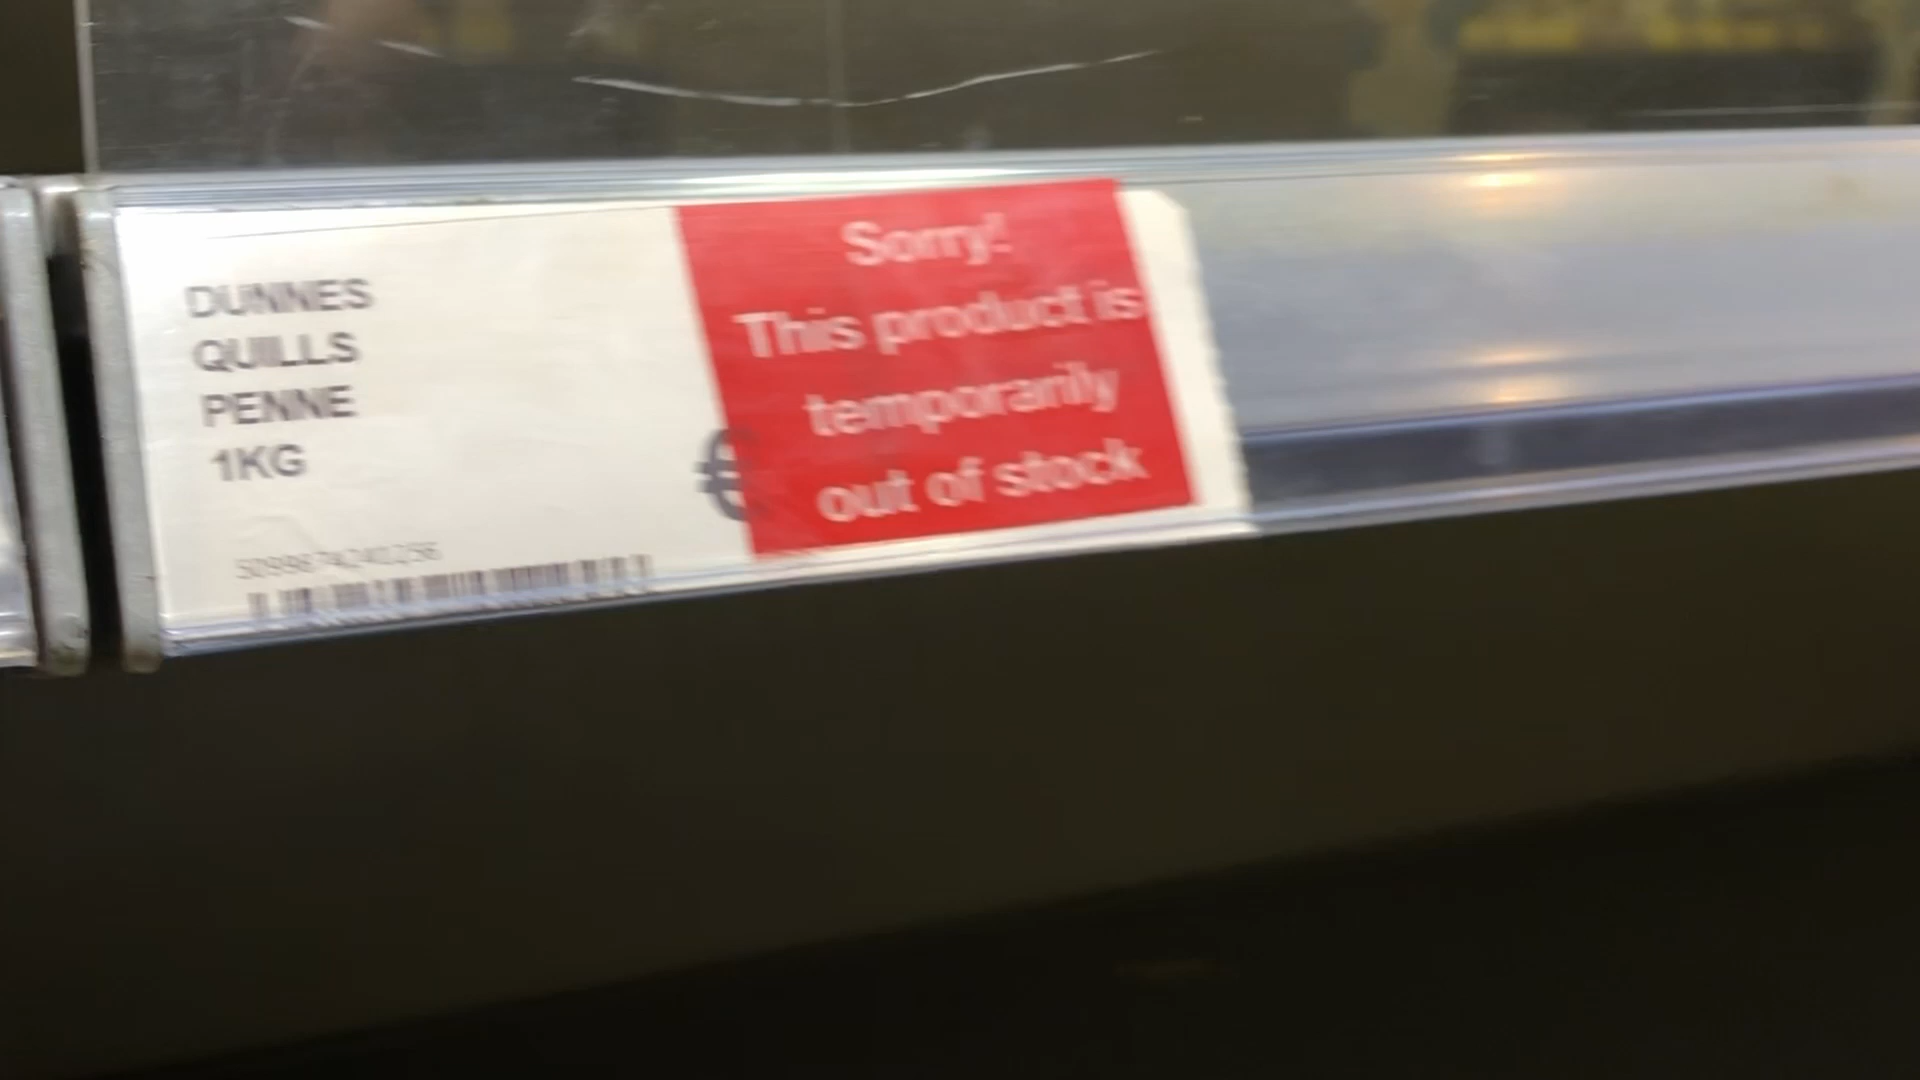 DUNNES
QUILLS
PENNE
1KG
€
Sorry!
This product is
temporarily
out of stock